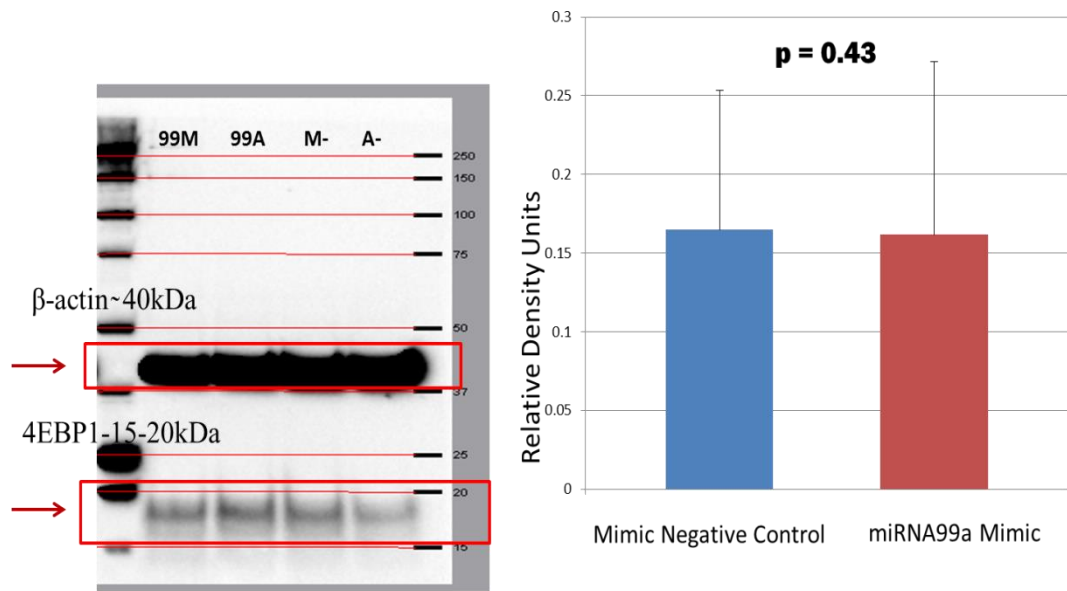 99M 99A M- A-
250
150
100
75
β-actin~40kDa
50
37
4EBP1-15-20kDa
25
20
15
p = 0.43
Relative Density Units
0.3
0.25
0.2
0.15
0.1
0.05
0
Mimic Negative Control
miRNA99a Mimic